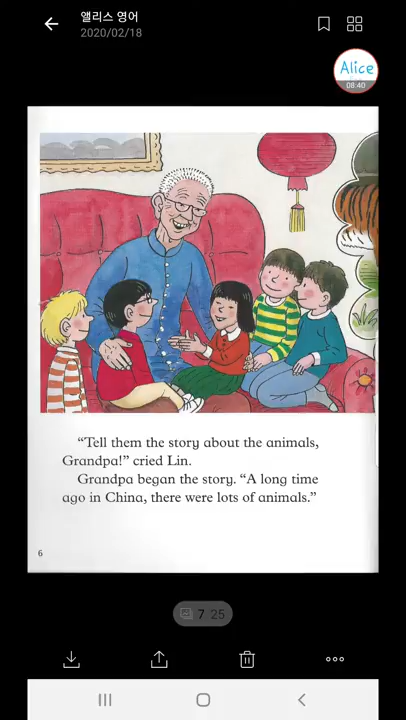 앨리스 영어
2020/02/18
Alice
08:40
“Tell them the story about the animals,
Grandpa!” cried Lin.
Grandpa began the story. “A long time
ago in China, there were lots of animals.”
6
7 25